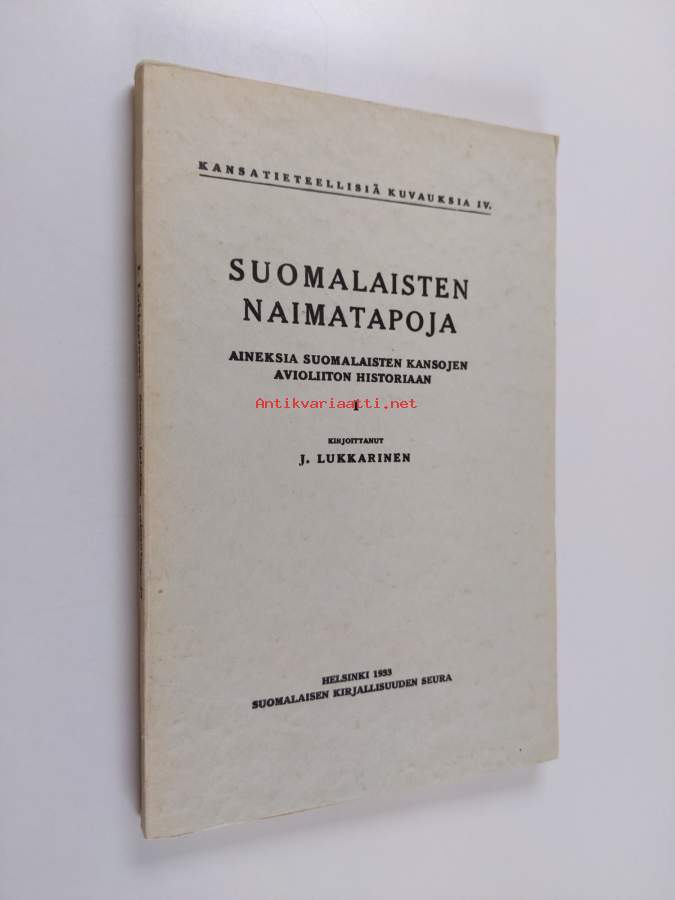 KANSATIETEELLISIÄ KUVAUKSIA IV.
SUOMALAISTEN
NAIMATAPOJA
AINEKSIA SUOMALAISTEN KANSOJEN
AVIOLIITON HISTORIAAN
I
Antikvariaatti.net
KIRJOITTANUT
J. LUKKARINEN
HELSINKI 1933
SUOMALAISEN KIRJALLISUUDEN SEURA